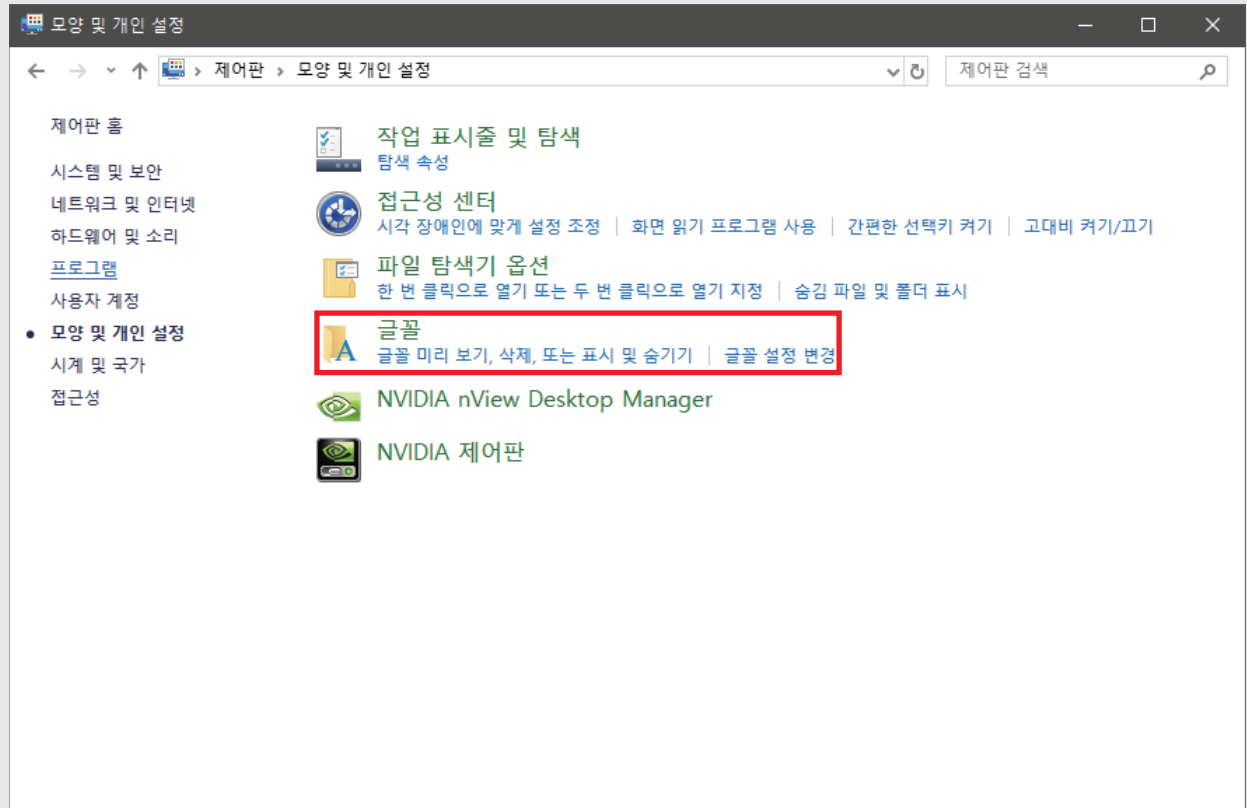 모양 및 개인 설정
제어판 › 모양 및 개인 설정
제어판 검색
제어판 홈
시스템 및 보안
네트워크 및 인터넷
하드웨어 및 소리
프로그램
사용자 계정
모양 및 개인 설정
시계 및 국가
접근성
작업 표시줄 및 탐색
탐색 속성
접근성 센터
시각 장애인에 맞게 설정 조정 | 화면 읽기 프로그램 사용 | 간편한 선택키 켜기 | 고대비 켜기/끄기
파일 탐색기 옵션
한 번 클릭으로 열기 또는 두 번 클릭으로 열기 지정 | 숨김 파일 및 폴더 표시
글꼴
글꼴 미리 보기, 삭제, 또는 표시 및 숨기기 | 글꼴 설정 변경
NVIDIA nView Desktop Manager
NVIDIA 제어판